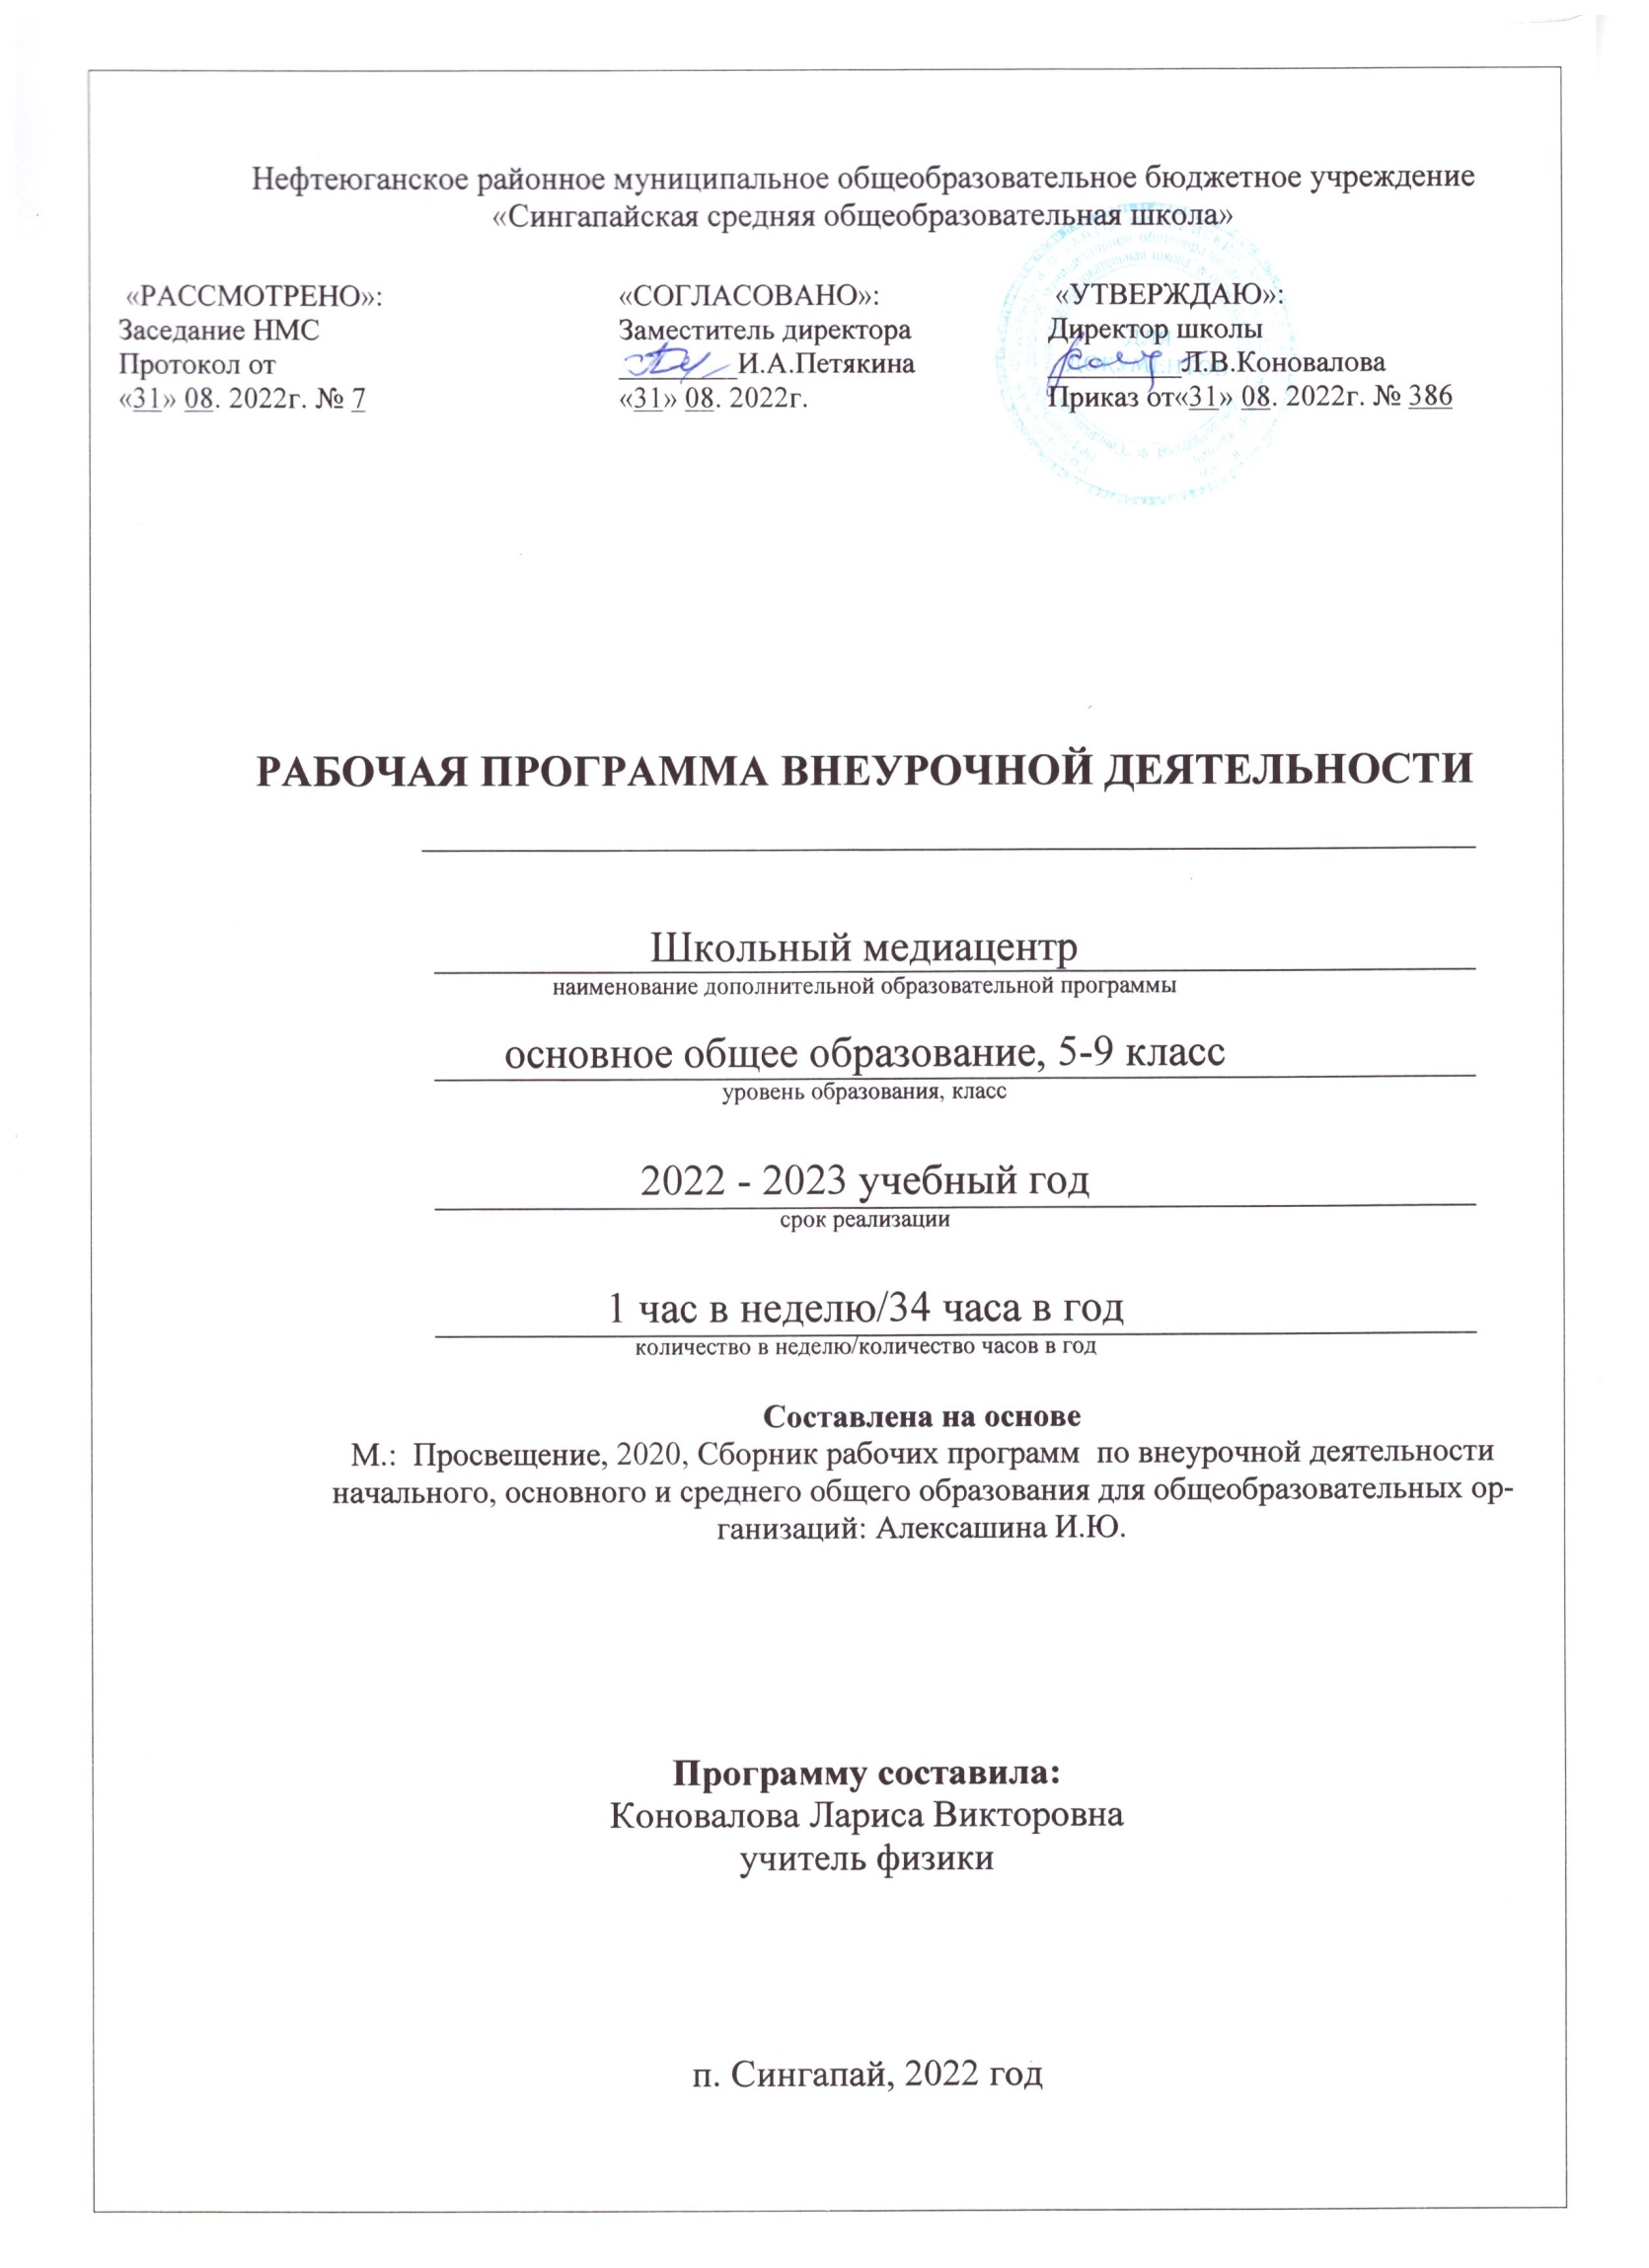 Нефтеюганское районное муниципальное общеобразовательное бюджетное учреждение
«Сингапайская средняя общеобразовательная школа»
«РАССМОТРЕНО»:
Заседание НМС
Протокол от
«31» 08. 2022г. № 7
«СОГЛАСОВАНО»:
Заместитель директора
________И.А.Петякина
«31» 08. 2022г.
«УТВЕРЖДАЮ»:
Директор школы
_________Л.В.Коновалова
Приказ от«31» 08. 2022г. № 386
РАБОЧАЯ ПРОГРАММА ВНЕУРОЧНОЙ ДЕЯТЕЛЬНОСТИ
Школьный медиацентр
наименование дополнительной образовательной программы
основное общее образование, 5-9 класс
уровень образования, класс
2022 - 2023 учебный год
срок реализации
1 час в неделю/34 часа в год
количество в неделю/количество часов в год
Составлена на основе
М.: Просвещение, 2020, Сборник рабочих программ по внеурочной деятельности
начального, основного и среднего общего образования для общеобразовательных ор-
ганизаций: Алексашина И.Ю.
Программу составила:
Коновалова Лариса Викторовна
учитель физики
п. Сингапай, 2022 год